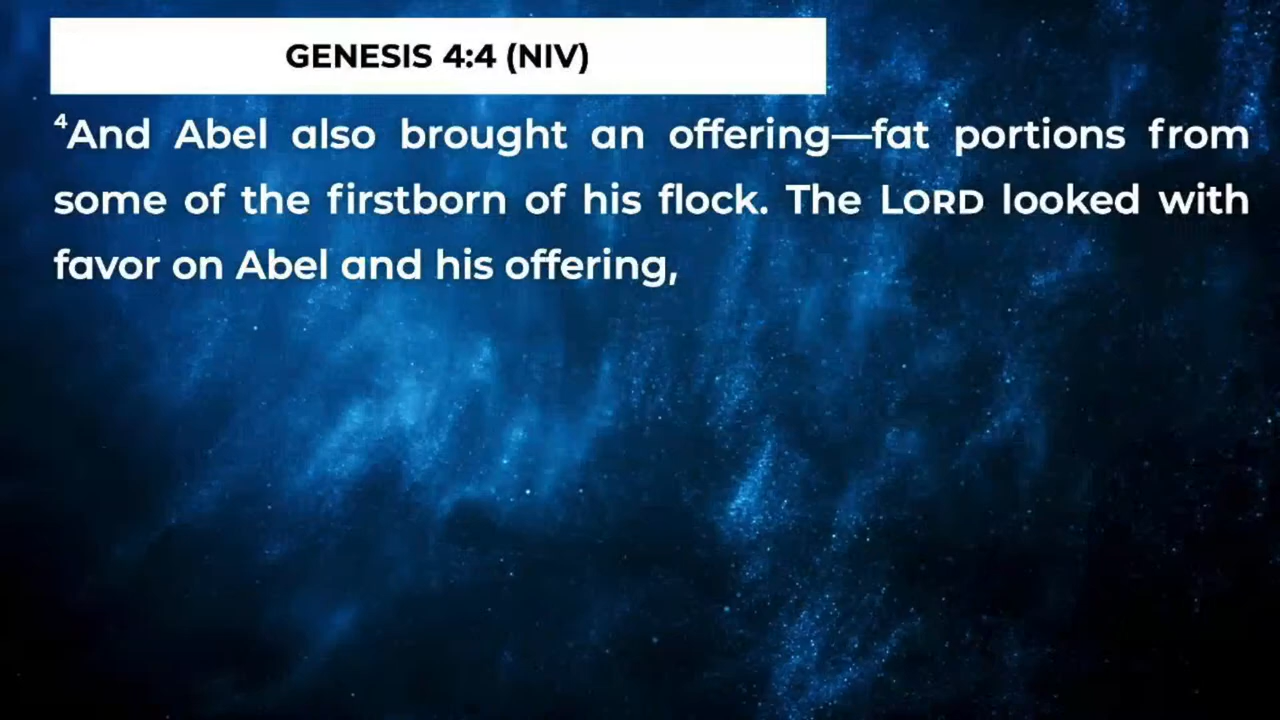 GENESIS 4:4 (NIV)
⁴And Abel also brought an offering—fat portions from
some of the firstborn of his flock. The LORD looked with
favor on Abel and his offering,